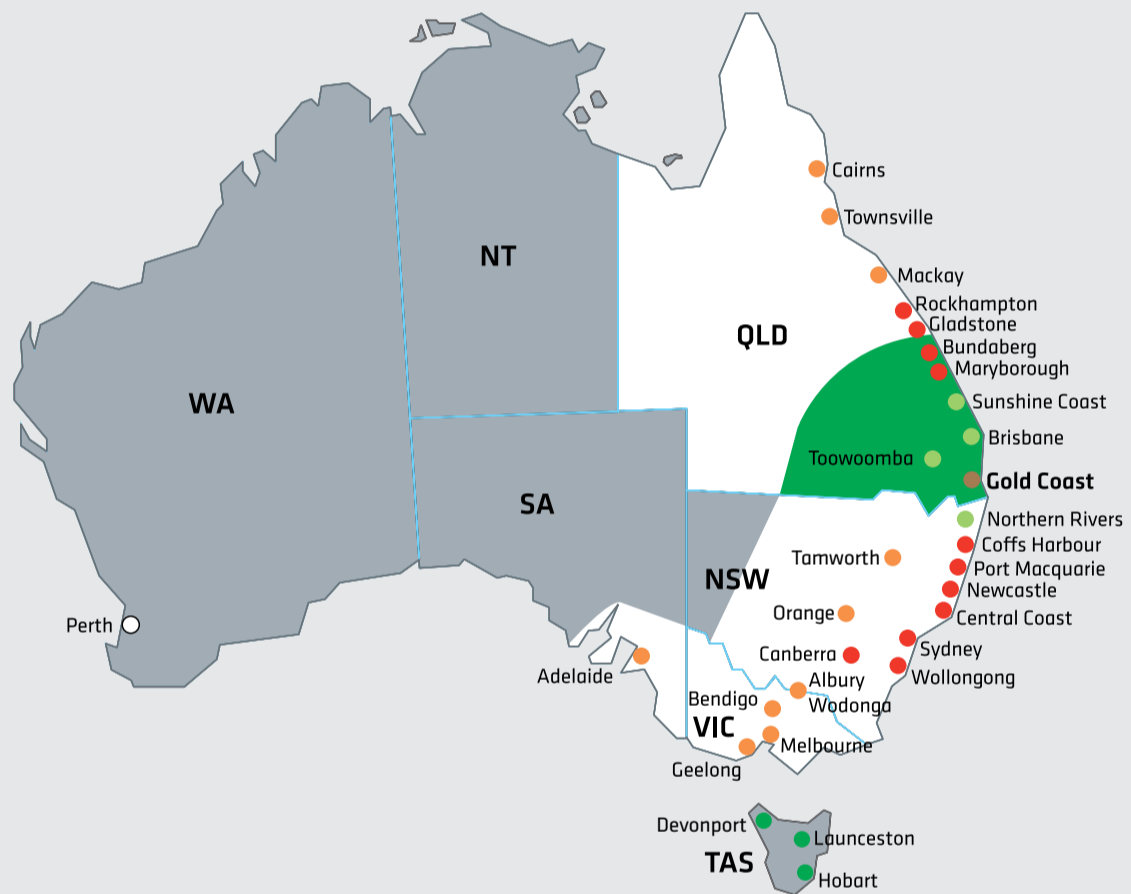 Cairns
Townsville
NT
Mackay
Rockhampton
Gladstone
QLD
Bundaberg
Maryborough
WA
Sunshine Coast
Brisbane
Toowoomba
Gold Coast
SA
Northern Rivers
Coffs Harbour
Tamworth
Port Macquarie
NSW
Newcastle
Orange
Central Coast
Perth
Sydney
Canberra
Adelaide
Wollongong
Albury
Bendigo
Wodonga
VIC
Melbourne
Geelong
Devonport
Launceston
TAS
Hobart